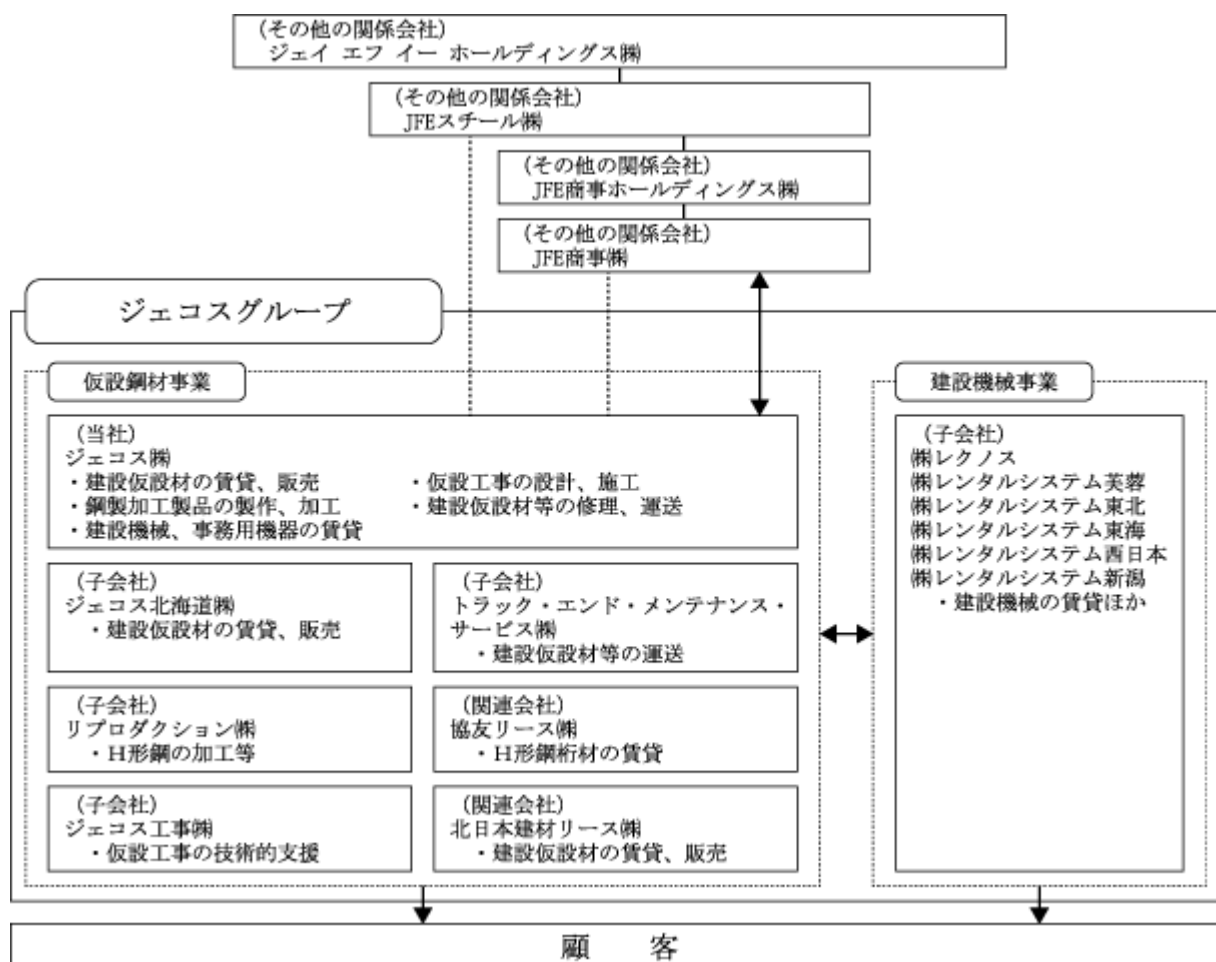 (その他の関係会社)
ジェイ エフ イー ホールディングス㈱
(その他の関係会社)
JFEスチール㈱
(その他の関係会社)
JFE商事ホールディングス㈱
(その他の関係会社)
JFE商事㈱
ジェコスグループ
仮設鋼材事業
(当社)
ジェコス㈱
・建設仮設材の賃貸、販売
・鋼製加工製品の製作、加工
・建設機械、事務用機器の賃貸
・仮設工事の設計、施工
・建設仮設材等の修理、運送
(子会社)
ジェコス北海道㈱
・建設仮設材の賃貸、販売
(子会社)
トラック・エンド・メンテナンス・
サービス㈱
・建設仮設材等の運送
(子会社)
リプロダクション㈱
・H形鋼の加工等
(関連会社)
協友リース㈱
・H形鋼桁材の賃貸
(子会社)
ジェコス工事㈱
・仮設工事の技術的支援
(関連会社)
北日本建材リース㈱
・建設仮設材の賃貸、販売
建設機械事業
(子会社)
㈱レクノス
㈱レンタルシステム芙蓉
㈱レンタルシステム東北
㈱レンタルシステム東海
㈱レンタルシステム西日本
㈱レンタルシステム新潟
・建設機械の賃貸ほか
顧　客